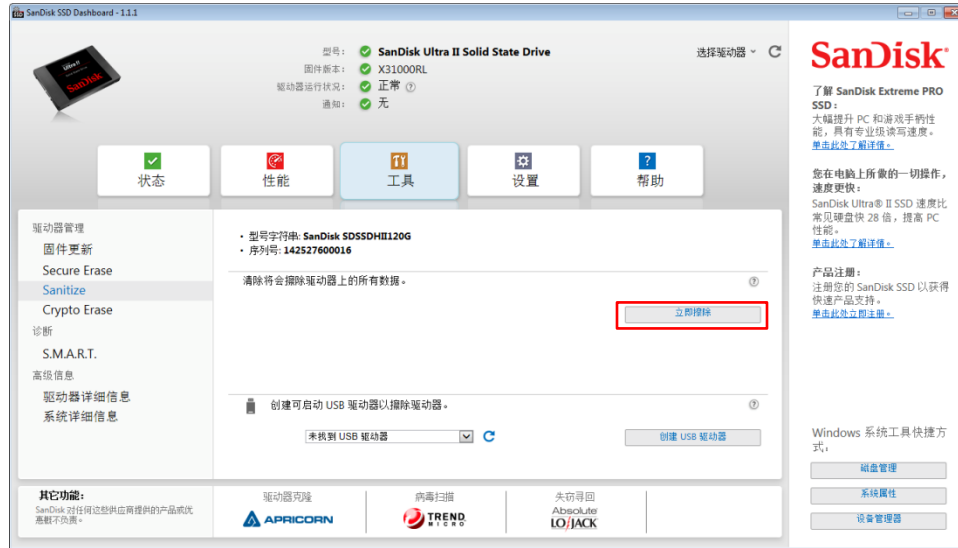 SanDisk SSD Dashboard - 1.1.1
型号: SanDisk Ultra II Solid State Drive
固件版本: X31000RL
驱动器运行状况: 正常 ?
通知: 无
选择驱动器
状态
性能
工具
设置
? 帮助
驱动器管理
固件更新
Secure Erase
Sanitize
Crypto Erase
诊断
S.M.A.R.T.
高级信息
驱动器详细信息
系统详细信息
• 型号字符串: SanDisk SDSSDHII120G
• 序列号: 142527600016
清除将会擦除驱动器上的所有数据。 ?
立即擦除
创建可启动 USB 驱动器以擦除驱动器。 ?
未找到 USB 驱动器
创建 USB 驱动器
其它功能:
SanDisk 对任何这些供应商提供的产品或优
惠概不负责。
驱动器克隆
APRICORN
病毒扫描
TREND
MICRO
失窃寻回
Absolute
LO/JACK
SanDisk®
了解 SanDisk Extreme PRO
SSD:
大幅提升 PC 和游戏手柄性
能，具有专业级读写速度。
单击此处了解详情。
您在电脑上所做的一切操作，
速度更快:
SanDisk Ultra® II SSD 速度比
常见硬盘快 28 倍，提高 PC
性能。
单击此处了解详情。
产品注册:
注册您的 SanDisk SSD 以获得
快速产品支持。
单击此处立即注册。
Windows 系统工具快捷方
式:
磁盘管理
系统属性
设备管理器